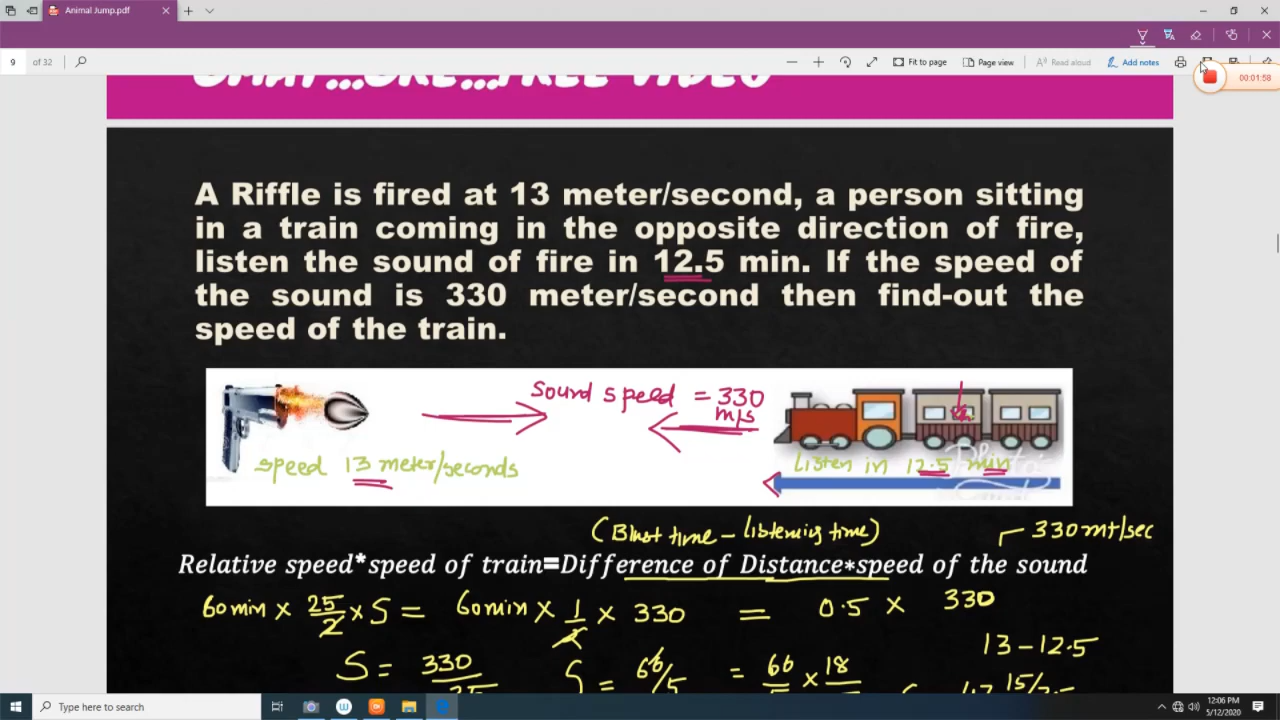 Animal Jump.pdf
9 of 32
Fit to page
Page view
Read aloud
Add notes
00:01:58
SMAT...ORE...FREE VIDEO
A Riffle is fired at 13 meter/second, a person sitting
in a train coming in the opposite direction of fire,
listen the sound of fire in 12.5 min. If the speed of
the sound is 330 meter/second then find-out the
speed of the train.
Sound speed = 330
m/s
speed 13 meter/seconds
listen in 12.5 min
(Blust time - listening time)
330 mt/sec
Relative speed*speed of train=Difference of Distance*speed of the sound
60 min × 25/2 × S = 60 min × 1/2 × 330 = 0.5 × 330
13 - 12.5
S = 330
S = 66/5 = 66 × 18
Type here to search
12:06 PM
5/12/2020